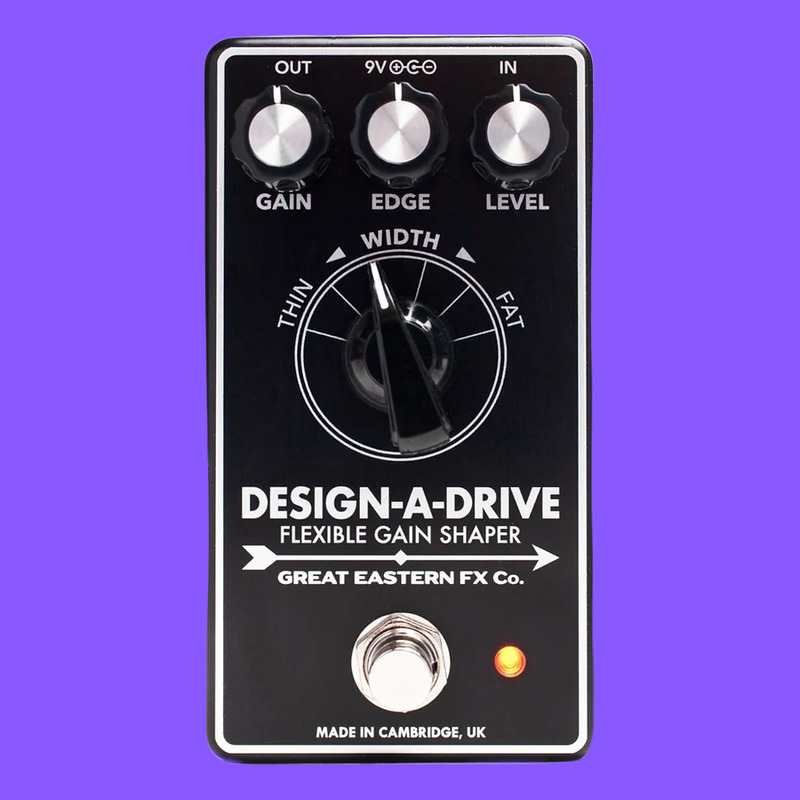 OUT 9V IN
GAIN EDGE LEVEL
WIDTH
THIN FAT
DESIGN-A-DRIVE
FLEXIBLE GAIN SHAPER
GREAT EASTERN FX Co.
MADE IN CAMBRIDGE, UK